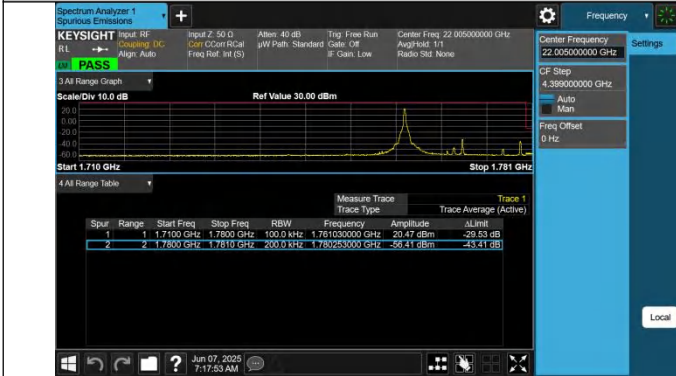 Spectrum Analyzer 1
Spurious Emissions
+
Frequency
KEYSIGHT Input: RF Input Z: 50 Ω Atten: 40 dB Trig: Free Run Center Freq: 22.005000000 GHz
RL Coupling: DC Corr CCorr RCal µW Path: Standard Gate: Off Avg|Hold: 1/1
Align: Auto Freq Ref: Int (S) IF Gain: Low Radio Std: None
PASS
Center Frequency
22.005000000 GHz
Settings
CF Step
4.399000000 GHz
Auto
Man
Freq Offset
0 Hz
3 All Range Graph
Scale/Div 10.0 dB Ref Value 30.00 dBm
20.0
0.00
-20.0
-40.0
-60.0
Start 1.710 GHz Stop 1.781 GHz
4 All Range Table
Measure Trace Trace 1
Trace Type Trace Average (Active)
Spur Range Start Freq Stop Freq RBW Frequency Amplitude ΔLimit
1 1 1.7100 GHz 1.7800 GHz 100.0 kHz 1.761030000 GHz 20.47 dBm -29.53 dB
2 2 1.7800 GHz 1.7810 GHz 200.0 kHz 1.780253000 GHz -56.41 dBm -43.41 dB
Local
? Jun 07, 2025
7:17:53 AM